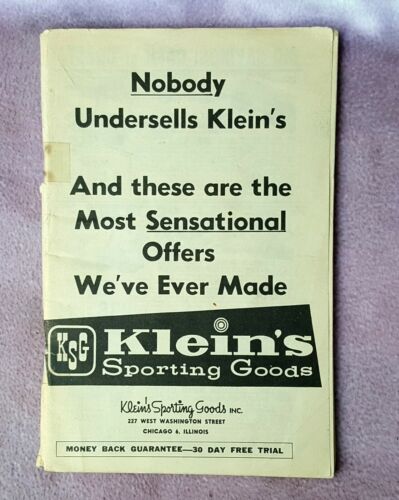 Nobody
Undersells Klein's
And these are the
Most Sensational
Offers
We've Ever Made
KSG
Klein's
Sporting Goods
Klein's Sporting Goods INC.
227 WEST WASHINGTON STREET
CHICAGO 6, ILLINOIS
MONEY BACK GUARANTEE—30 DAY FREE TRIAL